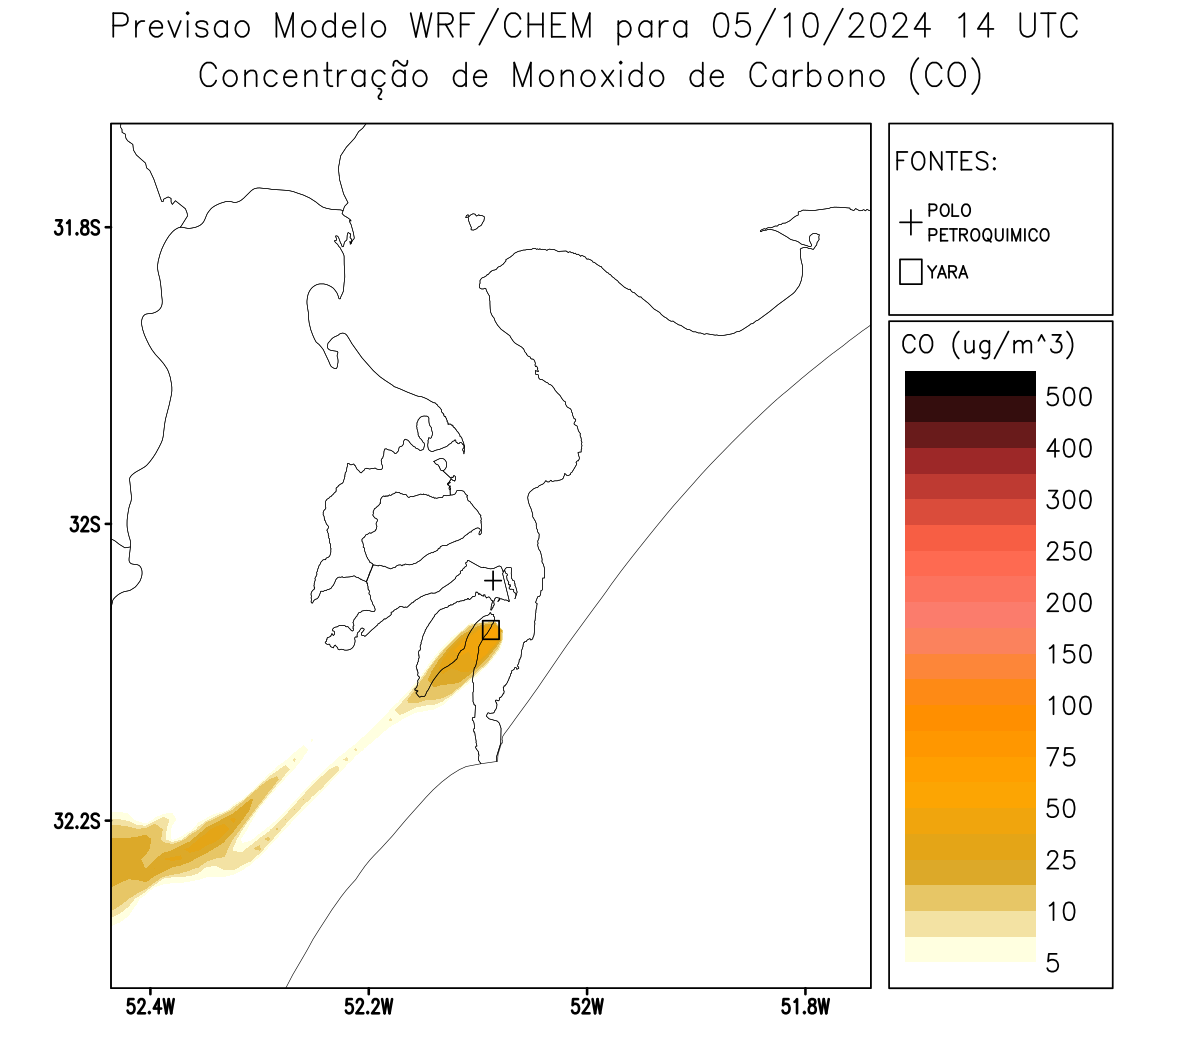 Previsao Modelo WRF/CHEM para 05/10/2024 14 UTC
Concentração de Monoxido de Carbono (CO)
FONTES:
POLO
PETROQUIMICO
YARA
CO (ug/m^3)
500
400
300
250
200
150
100
75
50
25
10
5
31.8S
32S
32.2S
52.4W
52.2W
52W
51.8W